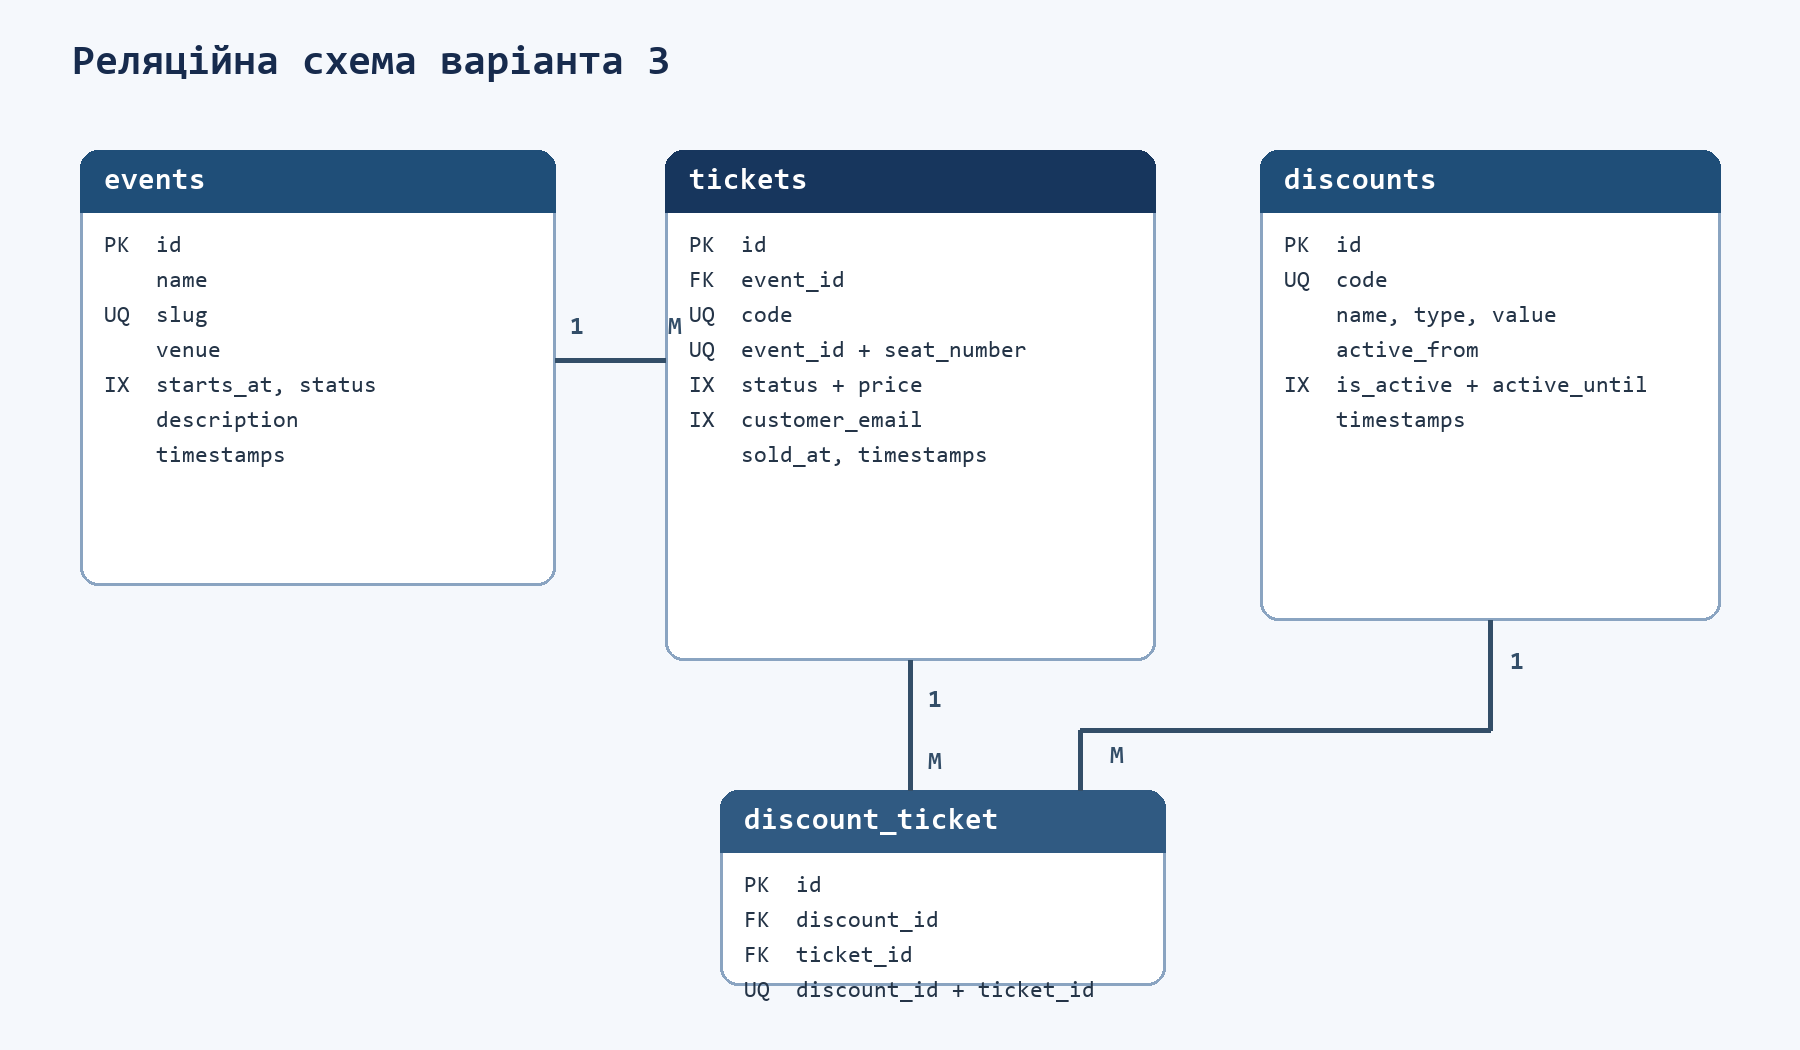 Реляційна схема варіанта 3
events
PK id
name
UQ slug
venue
IX starts_at, status
description
timestamps
1
M
tickets
PK id
FK event_id
UQ code
UQ event_id + seat_number
IX status + price
IX customer_email
sold_at, timestamps
discounts
PK id
UQ code
name, type, value
active_from
IX is_active + active_until
timestamps
1
M
1
M
discount_ticket
PK id
FK discount_id
FK ticket_id
UQ discount_id + ticket_id